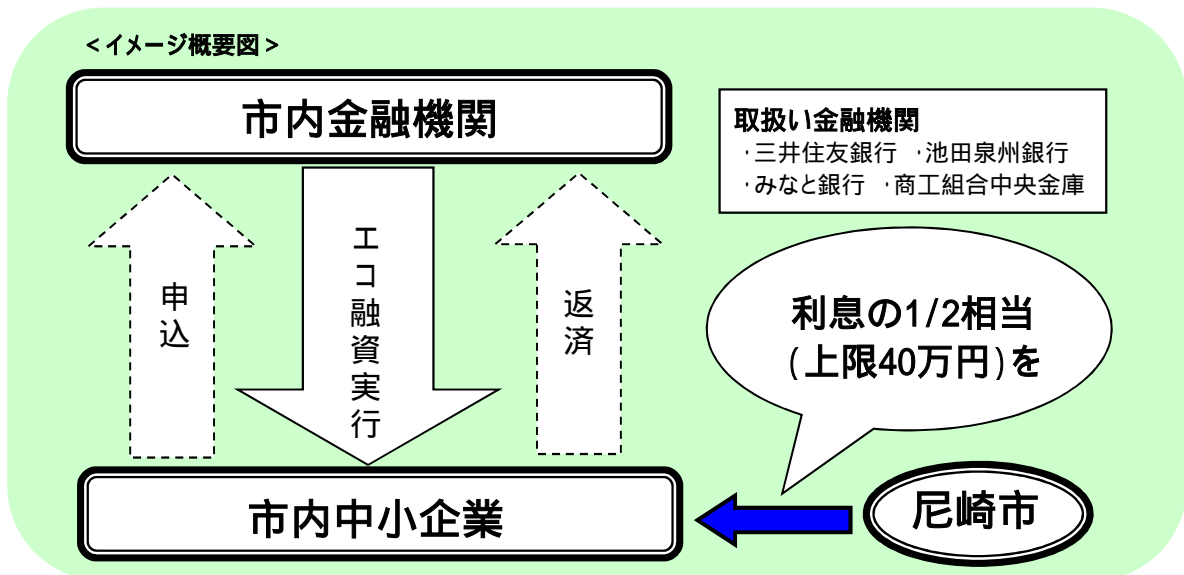 <イメージ概要図>
市内金融機関
取扱い金融機関
・三井住友銀行 ・池田泉州銀行
・みなと銀行 ・商工組合中央金庫
申込
エコ融資実行
返済
利息の1/2相当
(上限40万円)を
市内中小企業
尼崎市